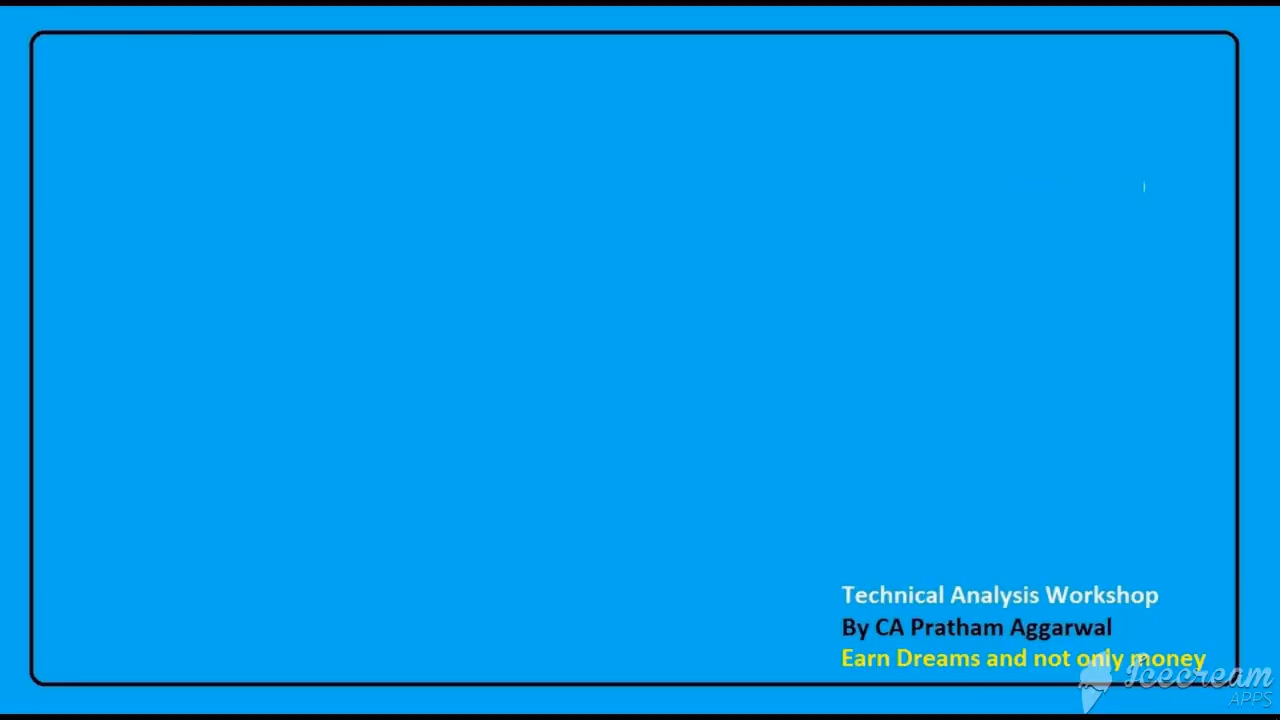 Technical Analysis Workshop
By CA Pratham Aggarwal
Earn Dreams and not only money
Icecream
APPS